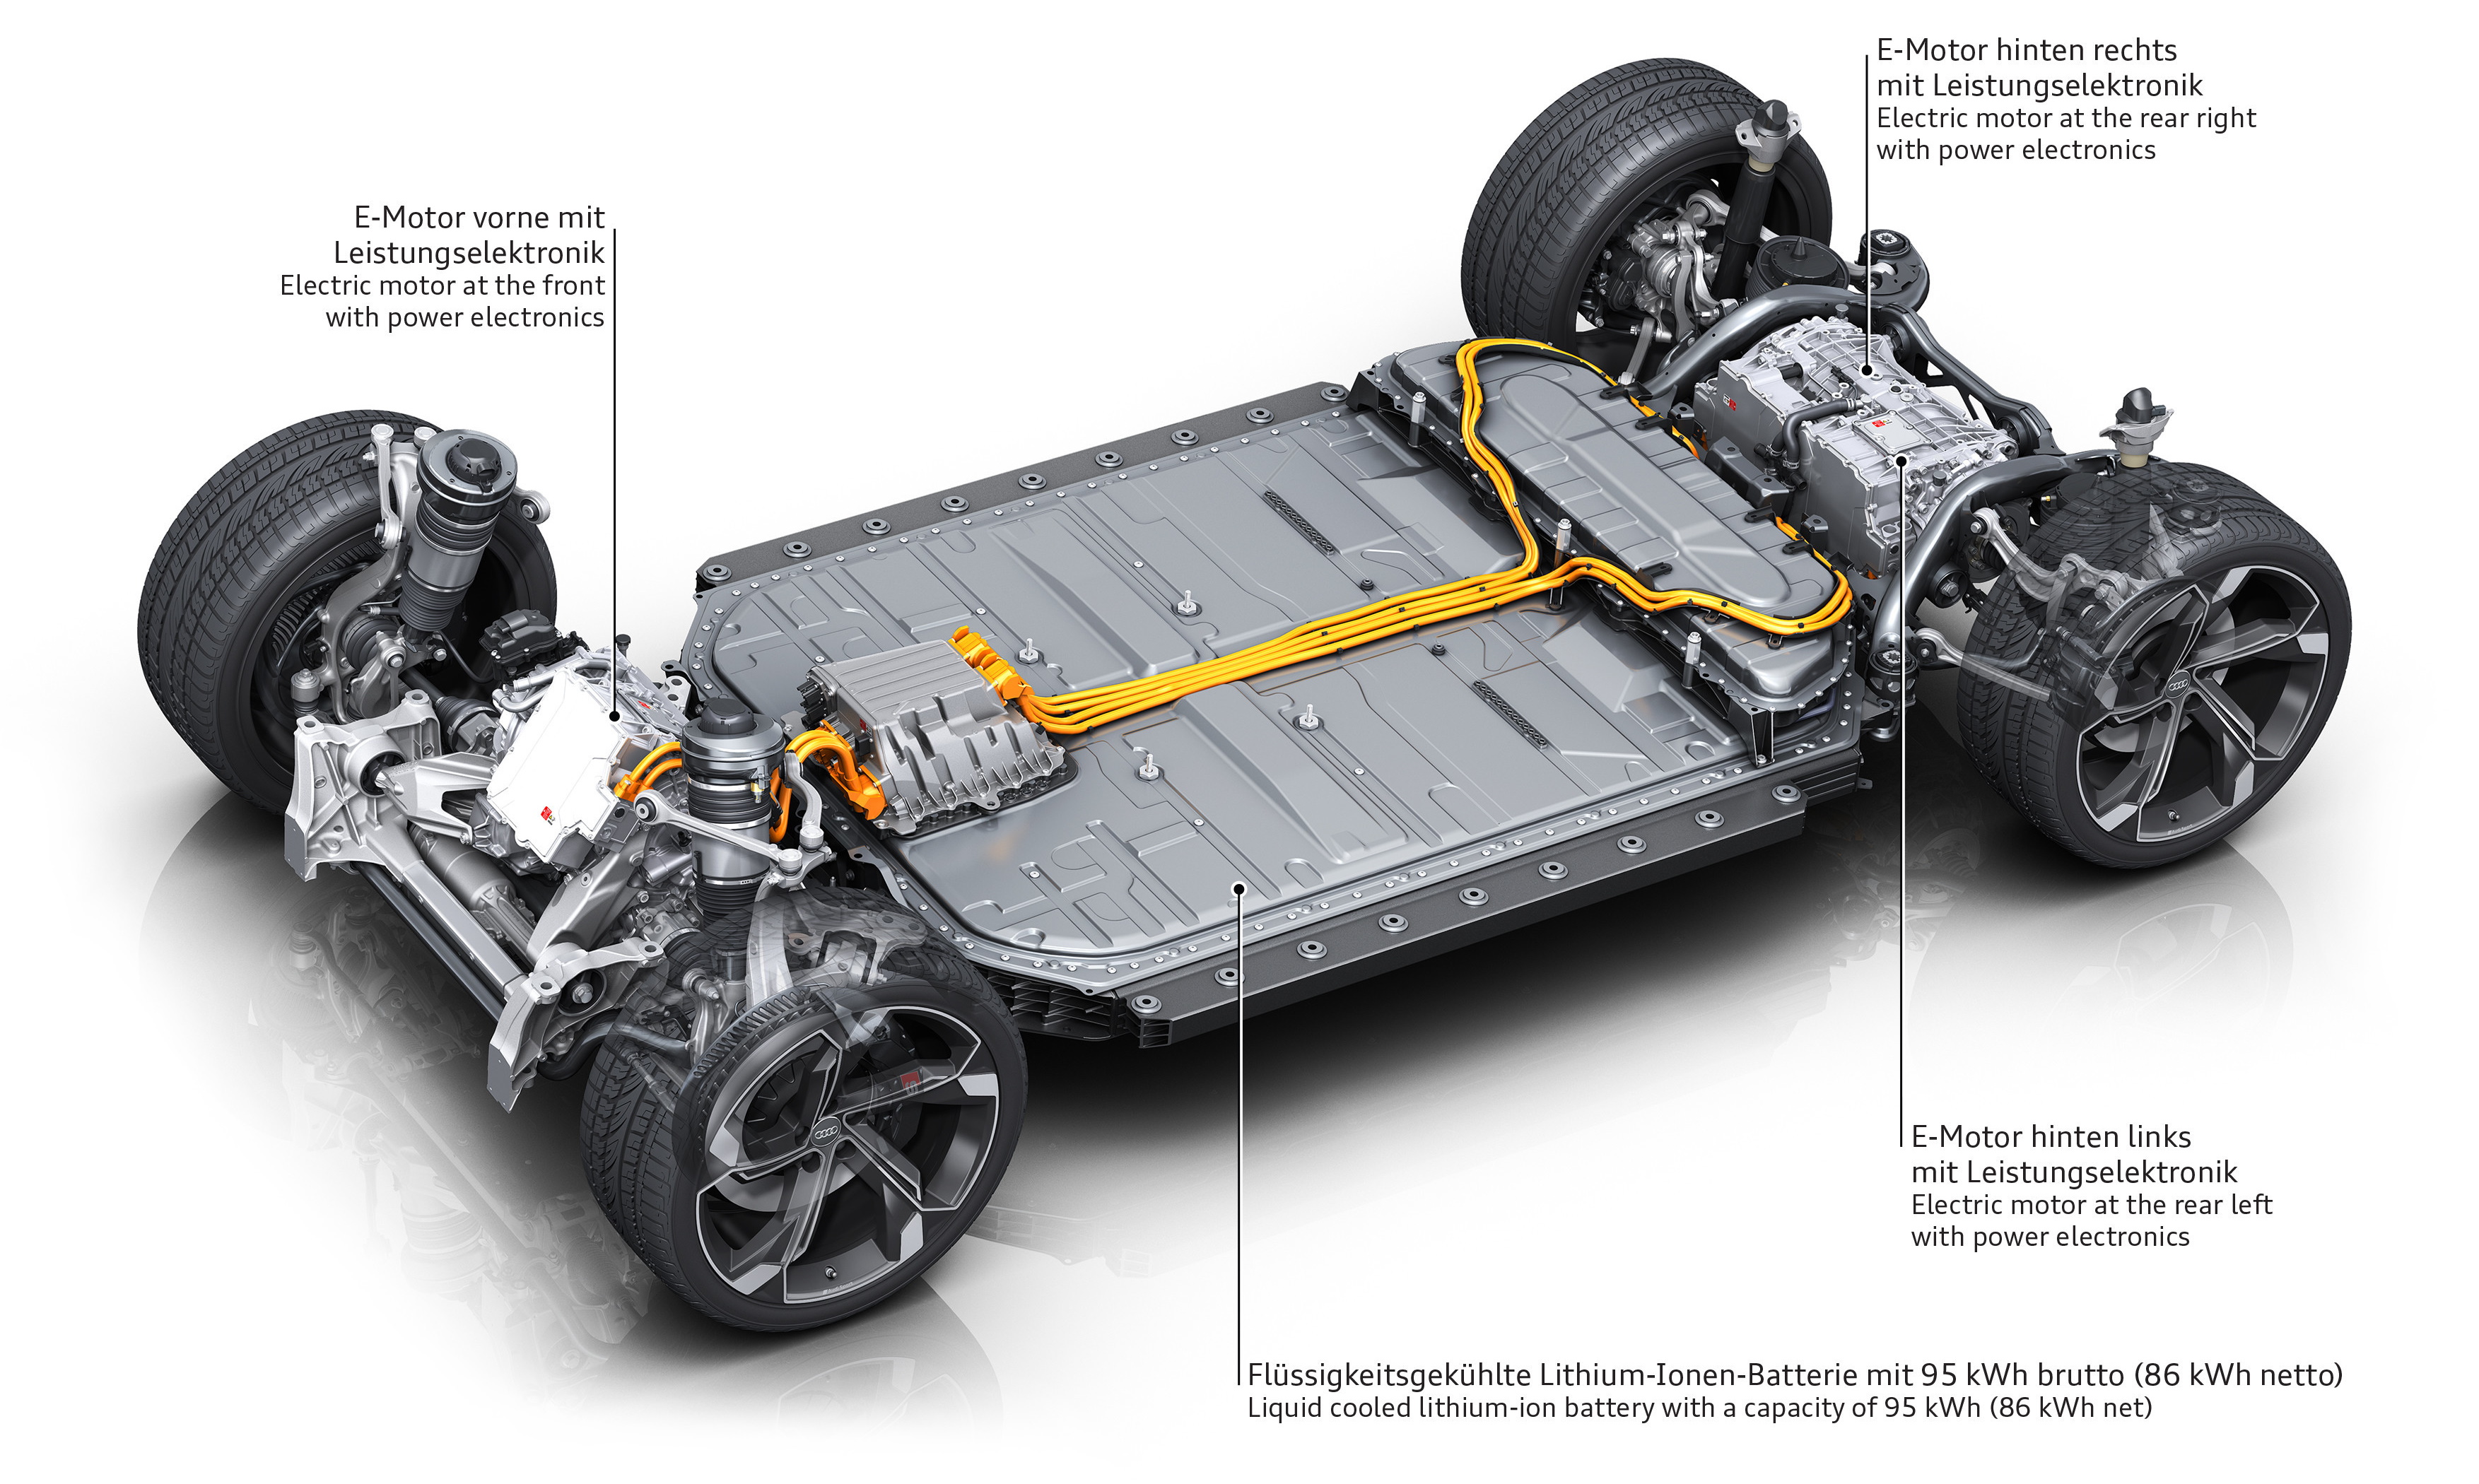 E-Motor hinten rechts
mit Leistungselektronik
Electric motor at the rear right
with power electronics
E-Motor vorne mit
Leistungselektronik
Electric motor at the front
with power electronics
E-Motor hinten links
mit Leistungselektronik
Electric motor at the rear left
with power electronics
Flüssigkeitsgekühlte Lithium-Ionen-Batterie mit 95 kWh brutto (86 kWh netto)
Liquid cooled lithium-ion battery with a capacity of 95 kWh (86 kWh net)